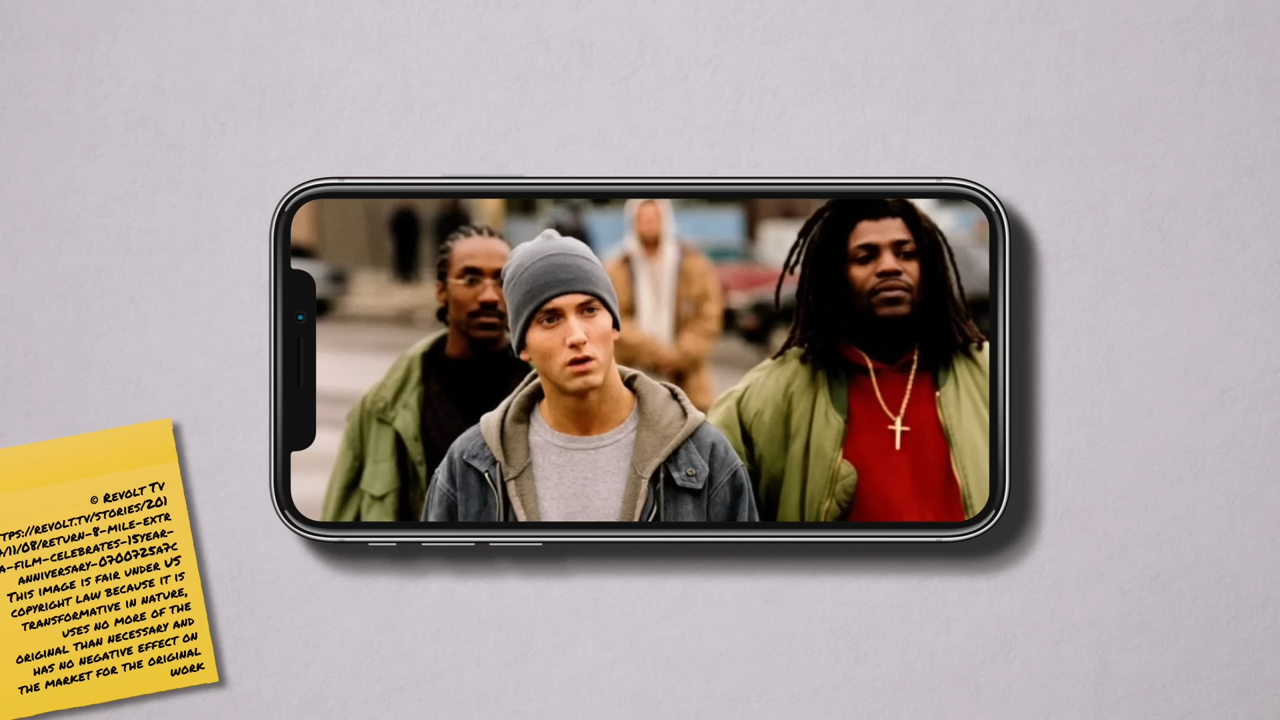 © Revolt TV
tps://revolt.tv/stories/201
/11/08/return-8-mile-extr
a-film-celebrates-15year-
anniversary-0700725a7c
This image is fair under US
copyright law because it is
transformative in nature,
uses no more of the
original than necessary and
has no negative effect on
the market for the original
work